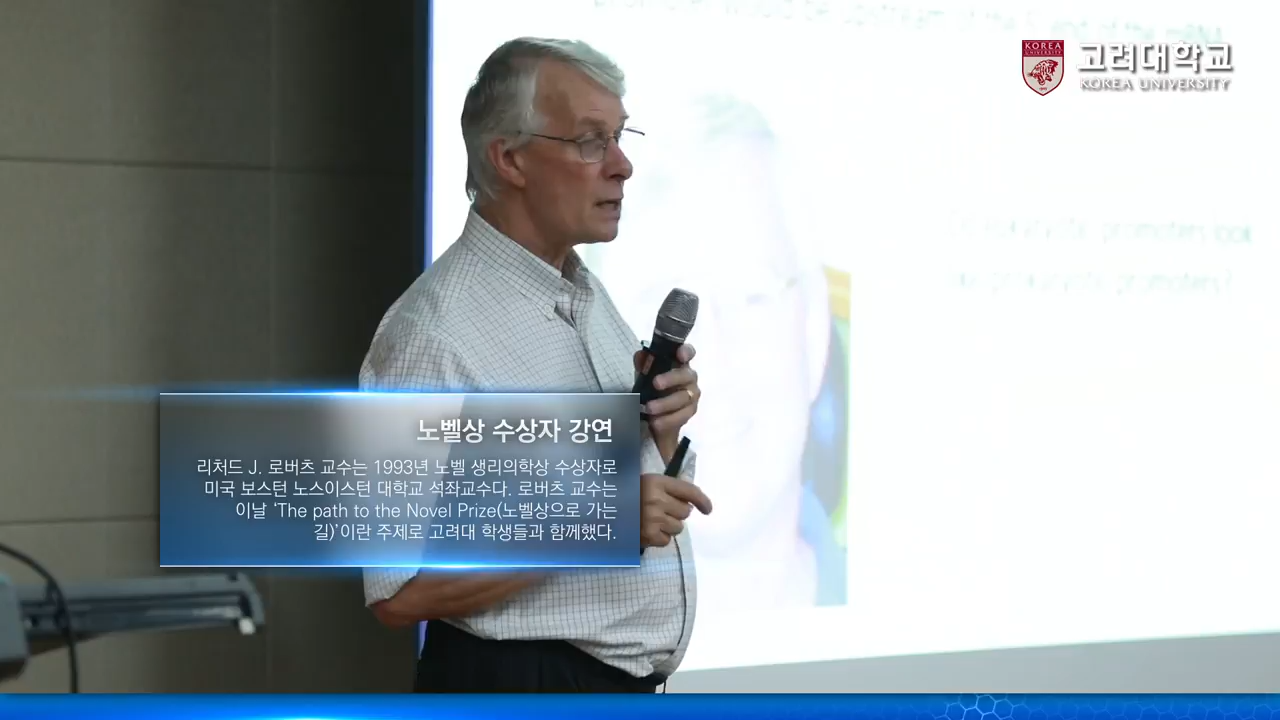 KOREA
UNIVERSITY
고려대학교
KOREA UNIVERSITY
promoters look
promoters)
노벨상 수상자 강연
리처드 J. 로버츠 교수는 1993년 노벨 생리의학상 수상자로
미국 보스턴 노스이스턴 대학교 석좌교수다. 로버츠 교수는
이날 ‘The path to the Novel Prize(노벨상으로 가는
길)’이란 주제로 고려대 학생들과 함께했다.